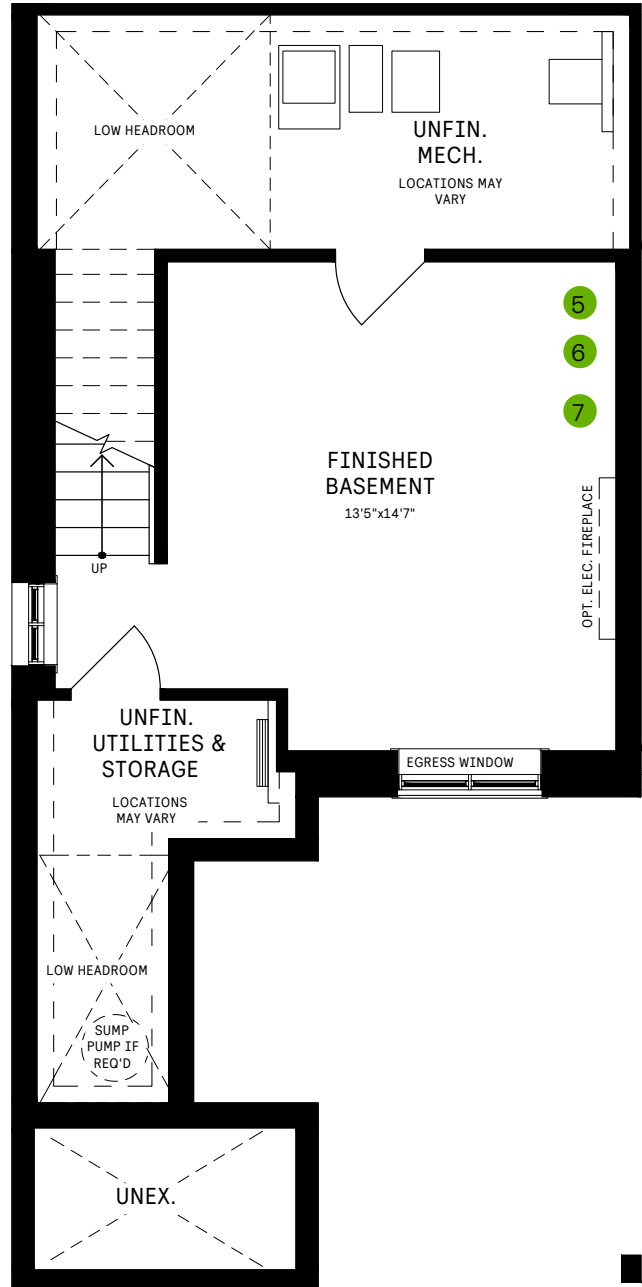 LOW HEADROOM
UNFIN.
MECH.
LOCATIONS MAY
VARY
5
6
7
FINISHED
BASEMENT
13'5"x14'7"
OPT. ELEC. FIREPLACE
UP
UNFIN.
UTILITIES &
STORAGE
LOCATIONS
MAY VARY
EGRESS WINDOW
LOW HEADROOM
SUMP
PUMP IF
REQ'D
UNEX.